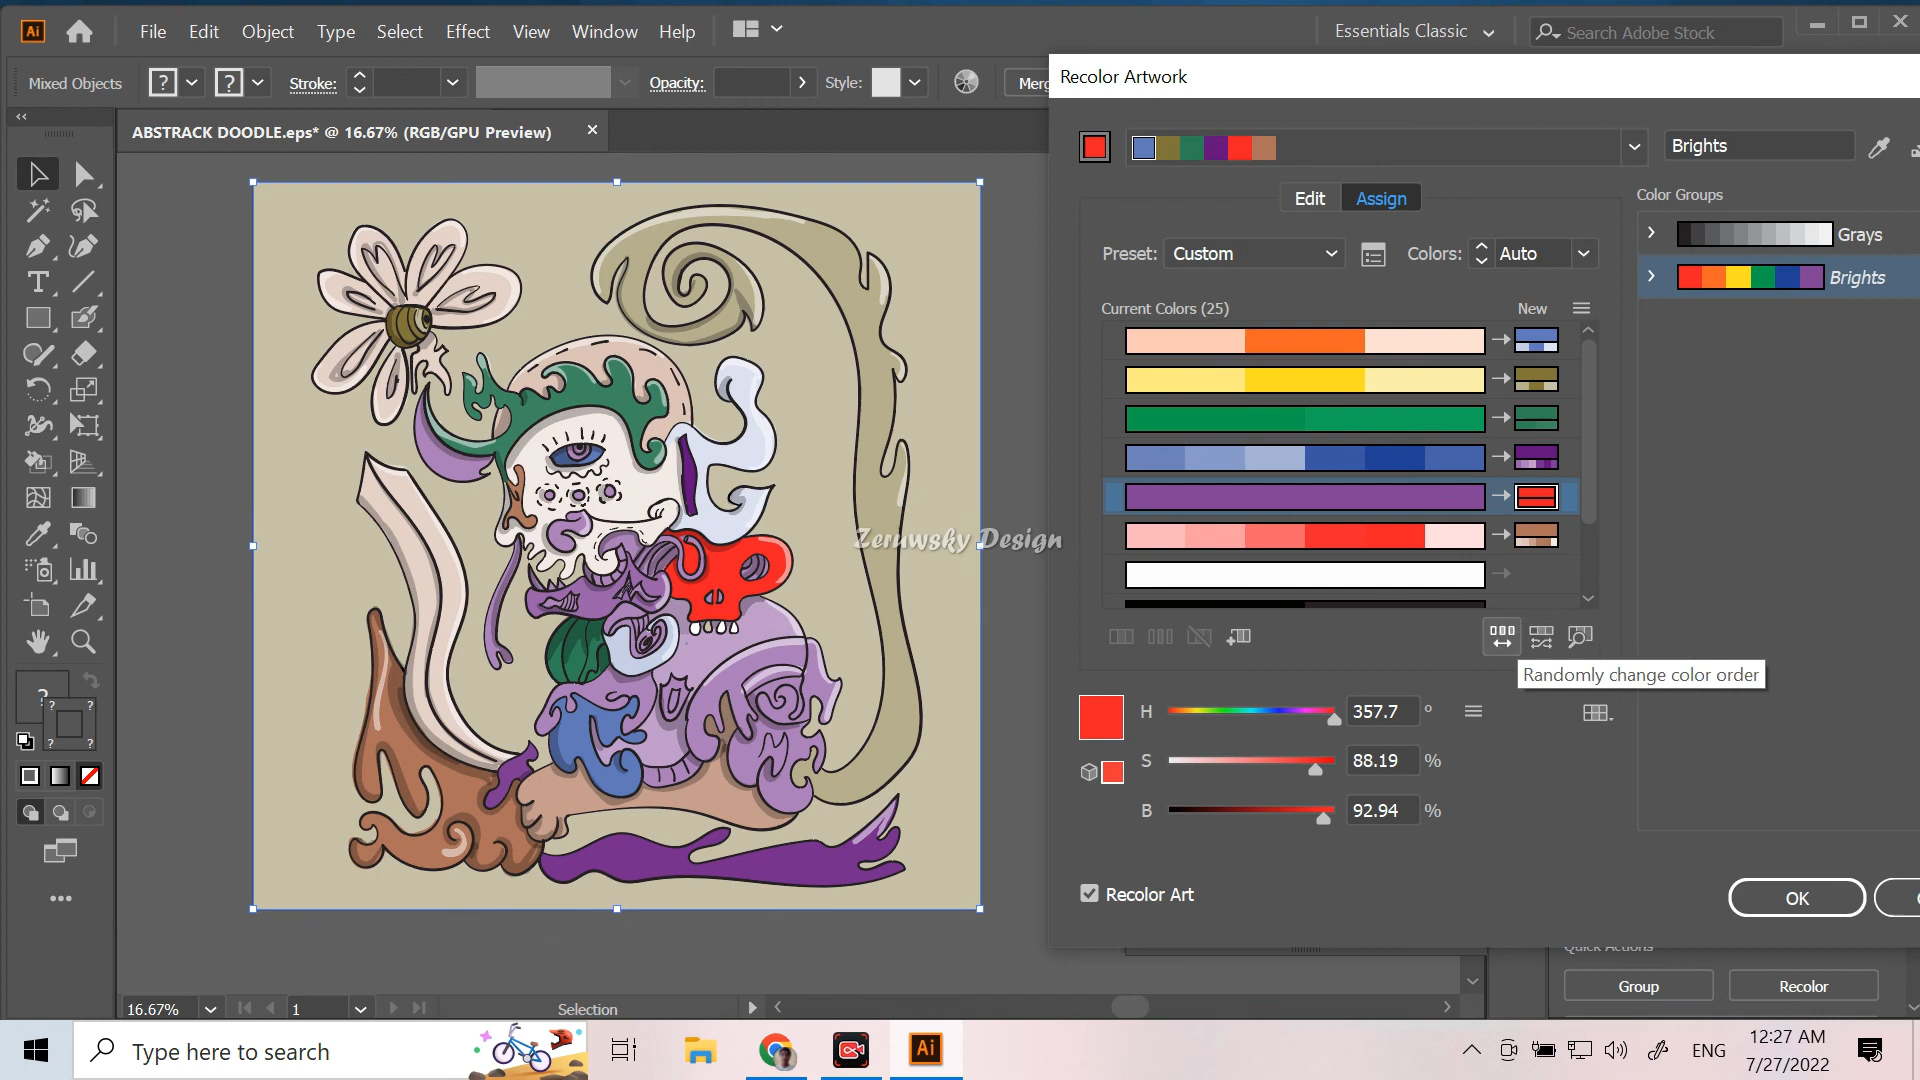 Ai File Edit Object Type Select Effect View Window Help Essentials Classic Search Adobe Stock
Mixed Objects ? ? Stroke: Opacity: Style: Merg
ABSTRACK DOODLE.eps* @ 16.67% (RGB/GPU Preview)
Recolor Artwork
Brights
Edit Assign
Color Groups
Preset: Custom Colors: Auto
Grays
Brights
Current Colors (25) New
Zeruwsky Design
Randomly change color order
H 357.7 °
S 88.19 %
B 92.94 %
Recolor Art
OK
Quick Actions
Group Recolor
16.67% 1 Selection
Type here to search
Ai
ENG
12:27 AM
7/27/2022